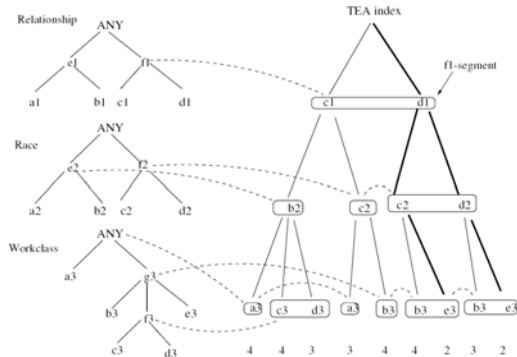 TEA index
Relationship
ANY
f1-segment
e1 f1
a1 b1 c1 d1
c1 d1
ANY
Race
e2 f2
a2 b2 c2 d2
b2 c2 c2 d2
ANY
Workclass
a3
g3
b3 e3
f3
c3 d3
a3 c3 d3 a3 b3 b3 e3 b3 e3
4 4 3 3 4 4 2 3 2